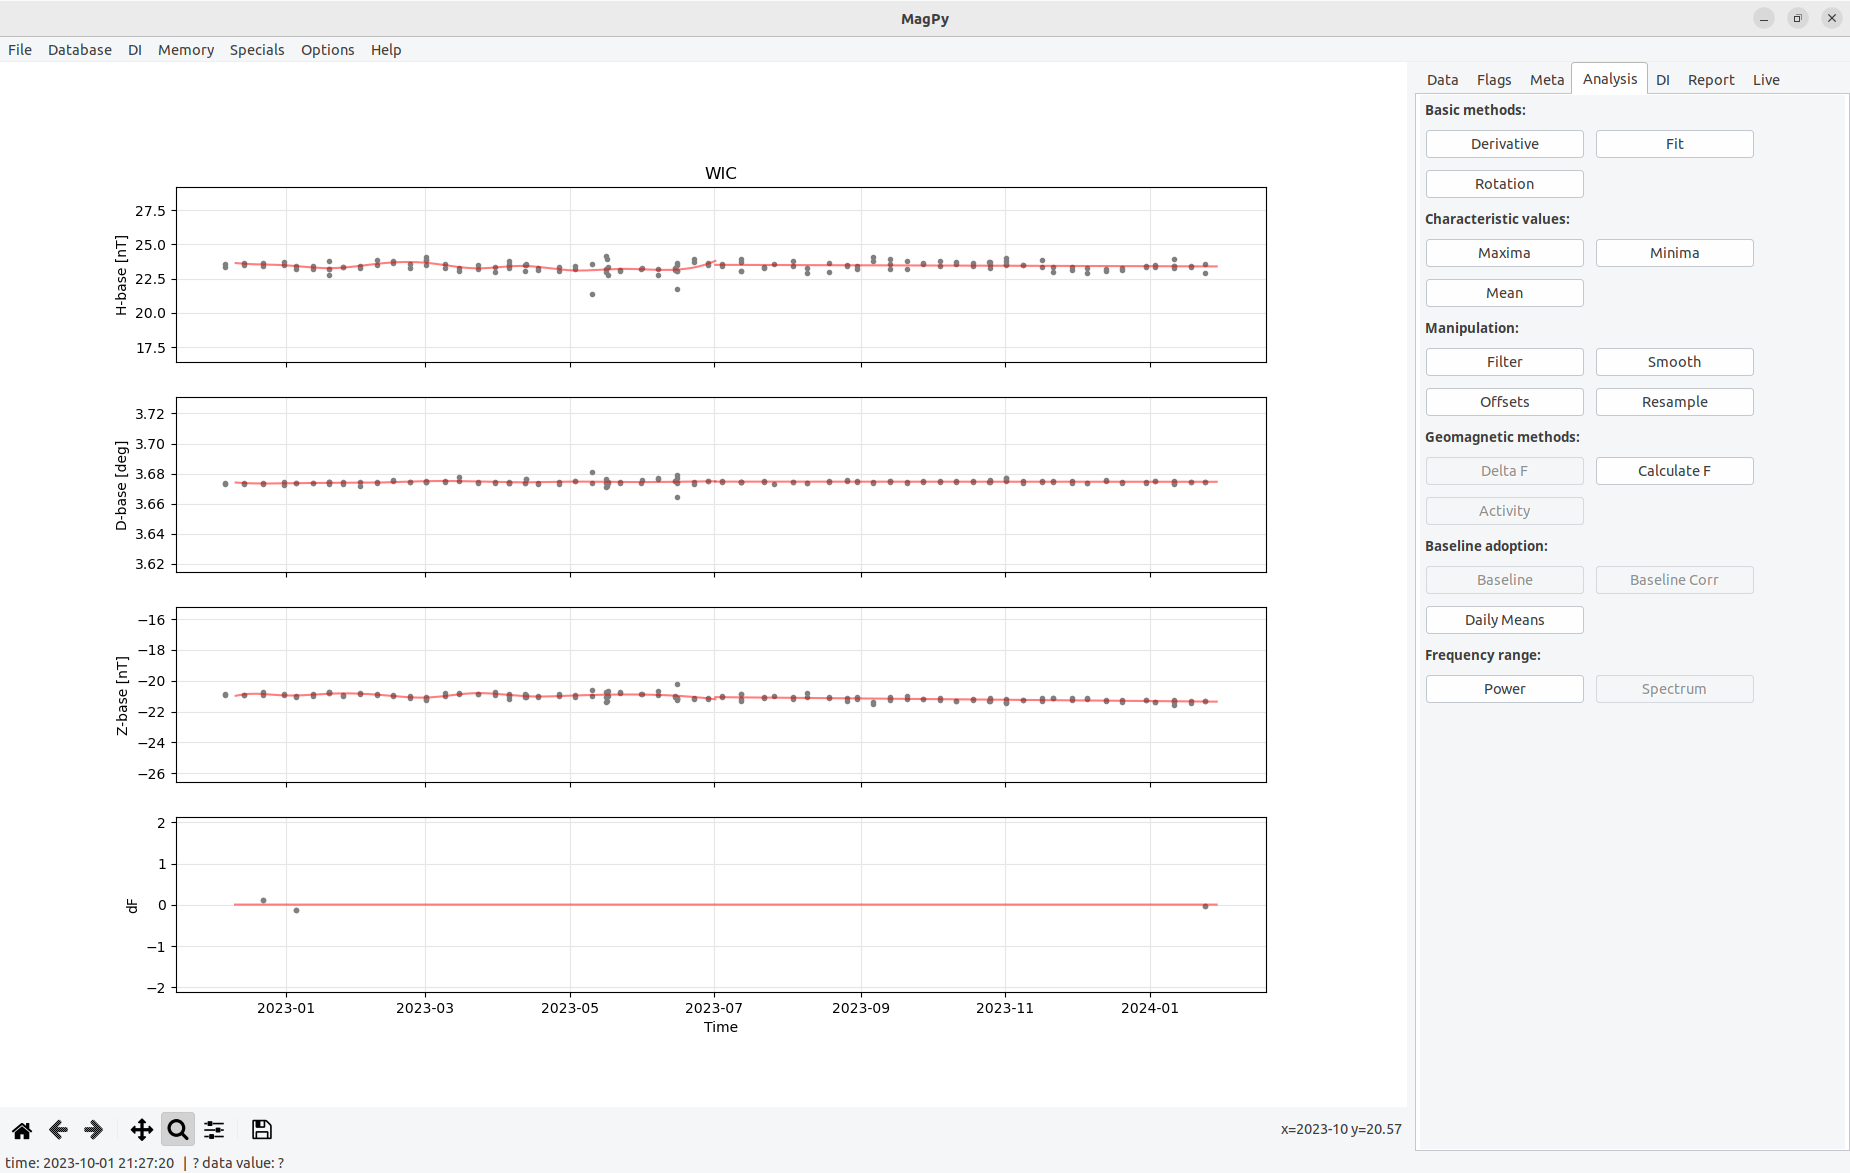 MagPy
File Database DI Memory Specials Options Help
Data Flags Meta Analysis DI Report Live
Basic methods:
Derivative Fit
Rotation
Characteristic values:
Maxima Minima
Mean
Manipulation:
Filter Smooth
Offsets Resample
Geomagnetic methods:
Delta F Calculate F
Activity
Baseline adoption:
Baseline Baseline Corr
Daily Means
Frequency range:
Power Spectrum
WIC
H-base [nT]
27.5
25.0
22.5
20.0
17.5
D-base [deg]
3.72
3.70
3.68
3.66
3.64
3.62
Z-base [nT]
−16
−18
−20
−22
−24
−26
dF
2
1
0
−1
−2
2023-01 2023-03 2023-05 2023-07 2023-09 2023-11 2024-01
Time
x=2023-10 y=20.57
time: 2023-10-01 21:27:20 | ? data value: ?